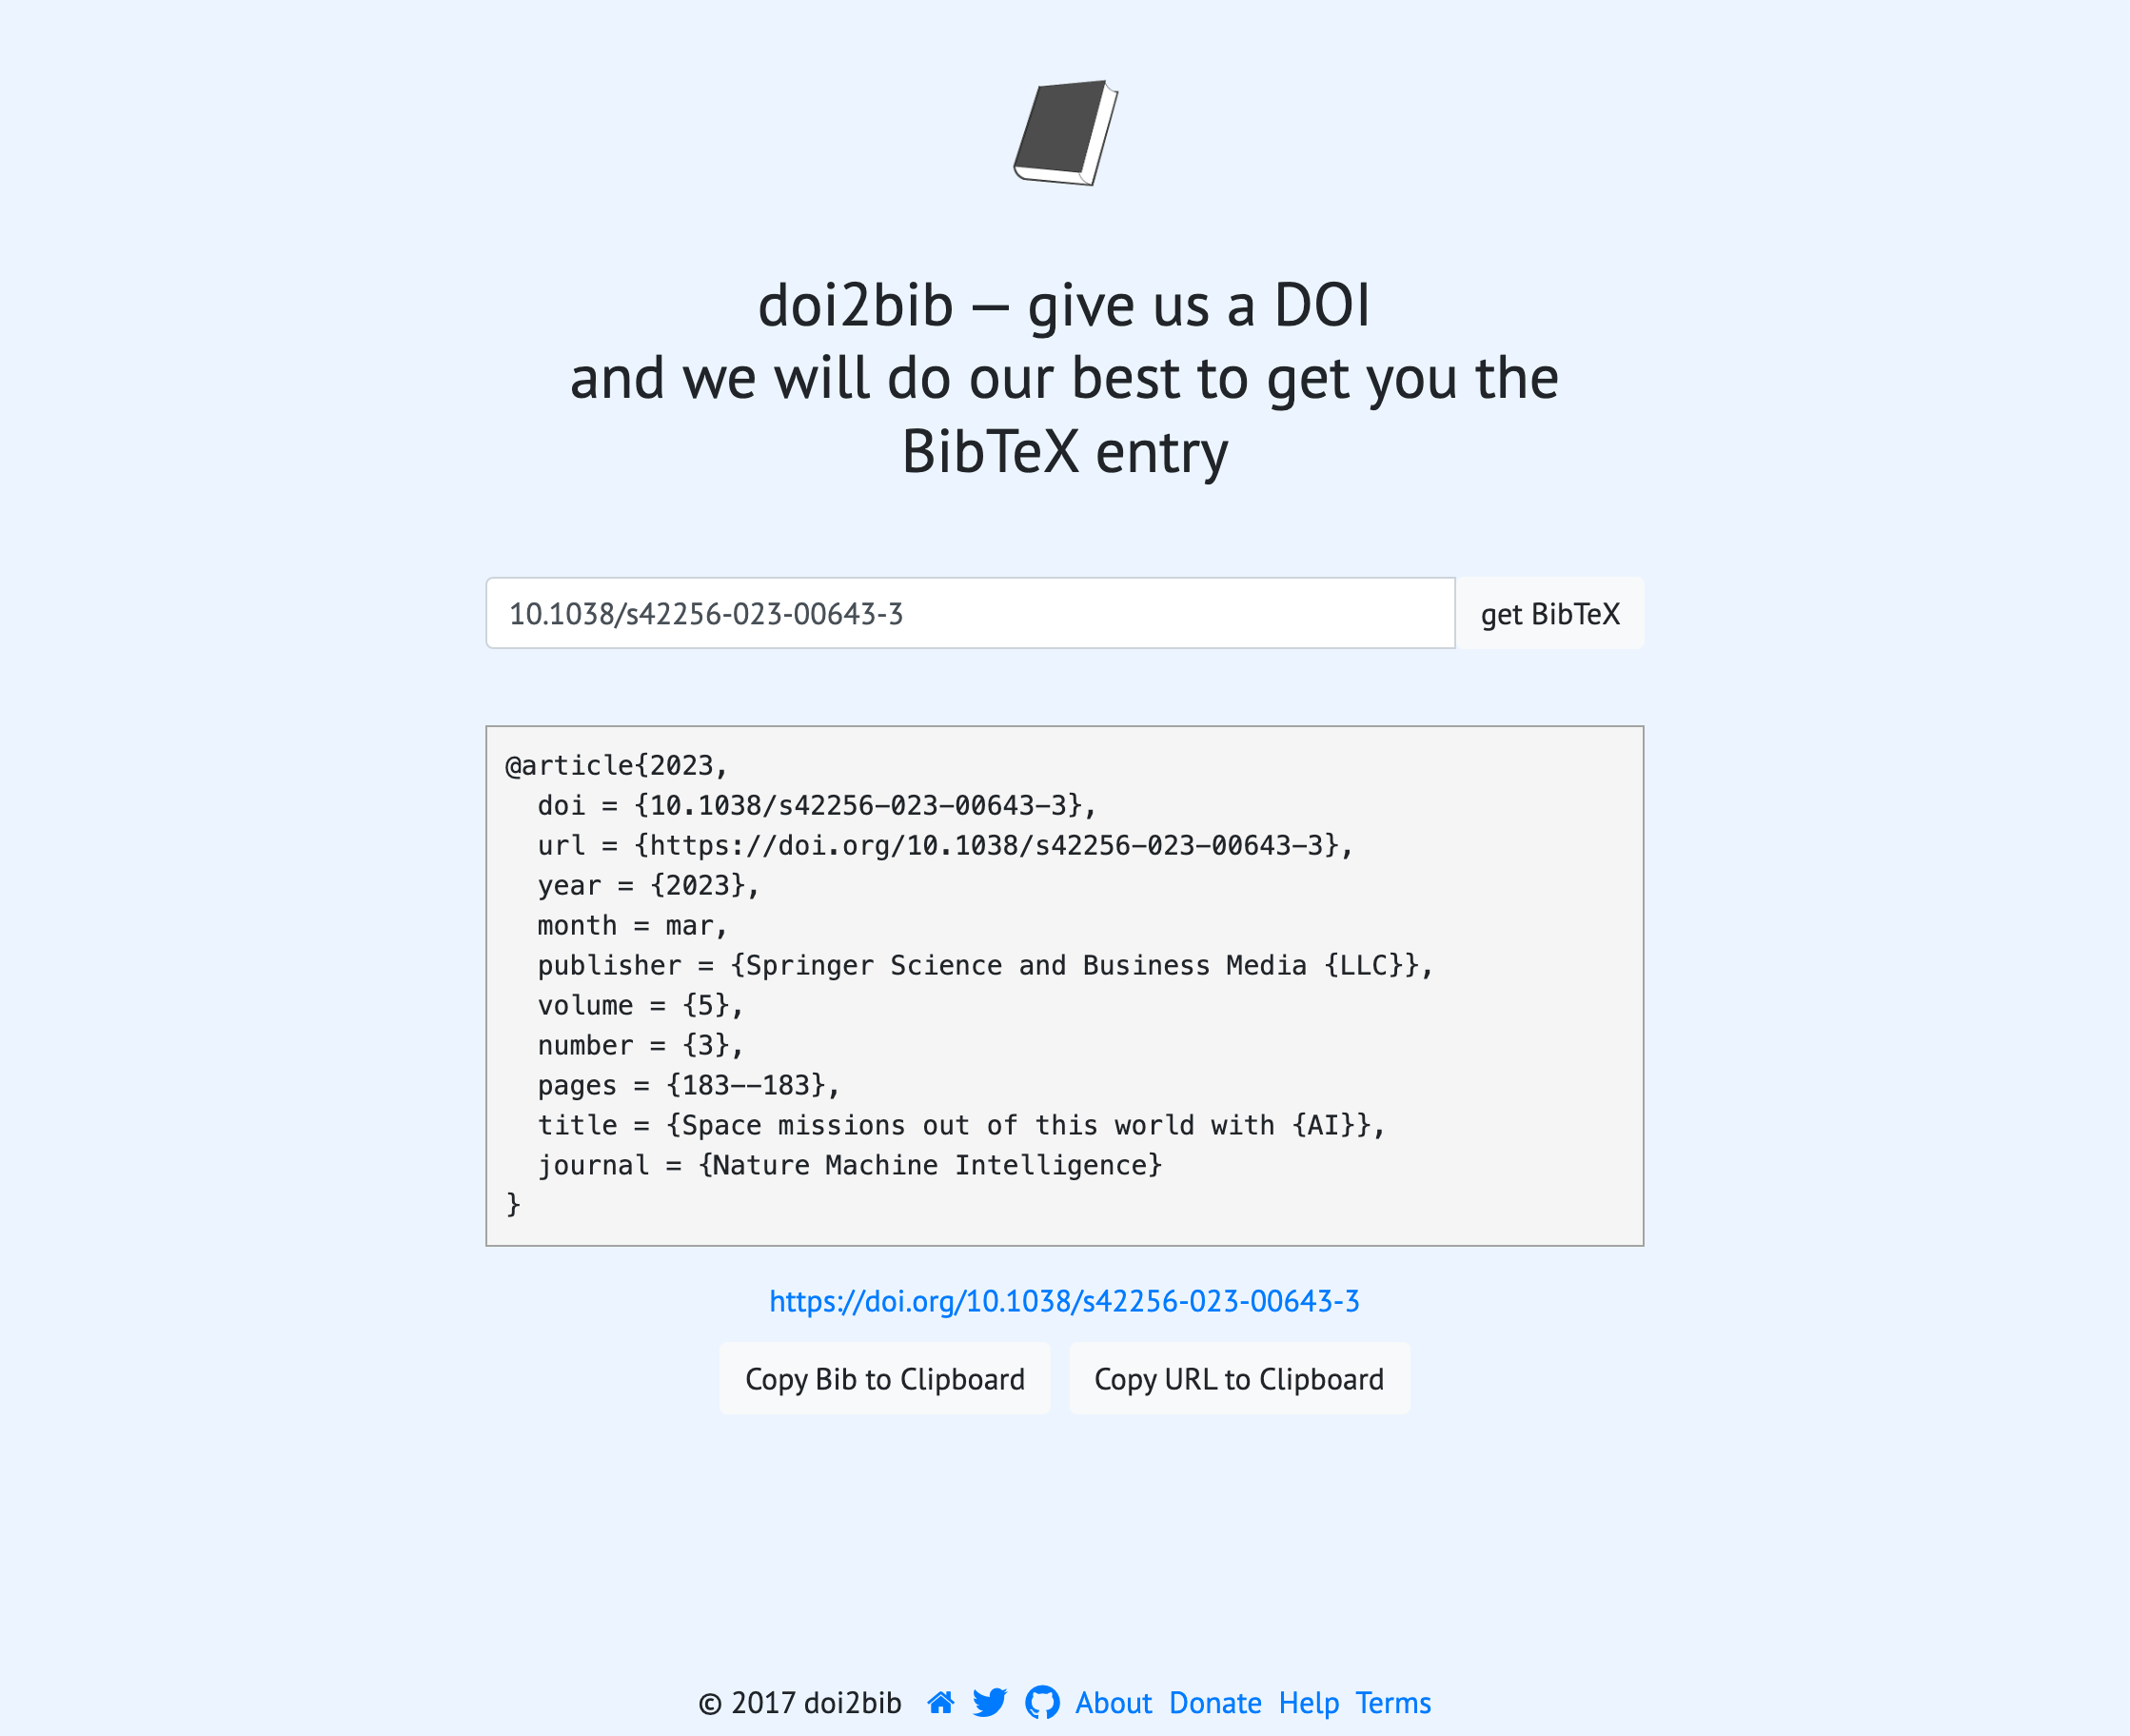 doi2bib — give us a DOI
and we will do our best to get you the
BibTeX entry
10.1038/s42256-023-00643-3
get BibTeX
@article{2023,
  doi = {10.1038/s42256-023-00643-3},
  url = {https://doi.org/10.1038/s42256-023-00643-3},
  year = {2023},
  month = mar,
  publisher = {Springer Science and Business Media {LLC}},
  volume = {5},
  number = {3},
  pages = {183--183},
  title = {Space missions out of this world with {AI}},
  journal = {Nature Machine Intelligence}
}
https://doi.org/10.1038/s42256-023-00643-3
Copy Bib to Clipboard Copy URL to Clipboard
© 2017 doi2bib About Donate Help Terms